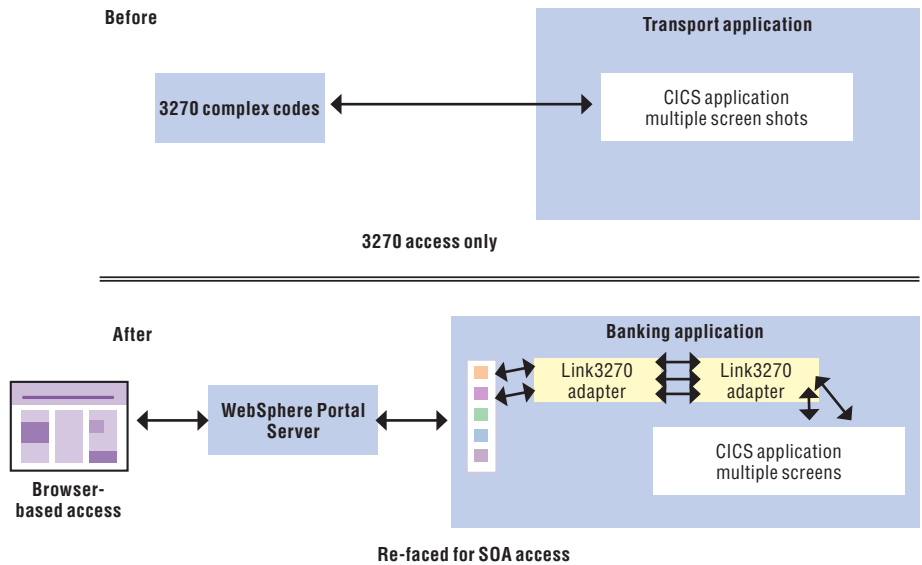 Before
Transport application
3270 complex codes
CICS application
multiple screen shots
3270 access only
After
Banking application
Link3270
adapter
Link3270
adapter
WebSphere Portal
Server
CICS application
multiple screens
Browser-
based access
Re-faced for SOA access